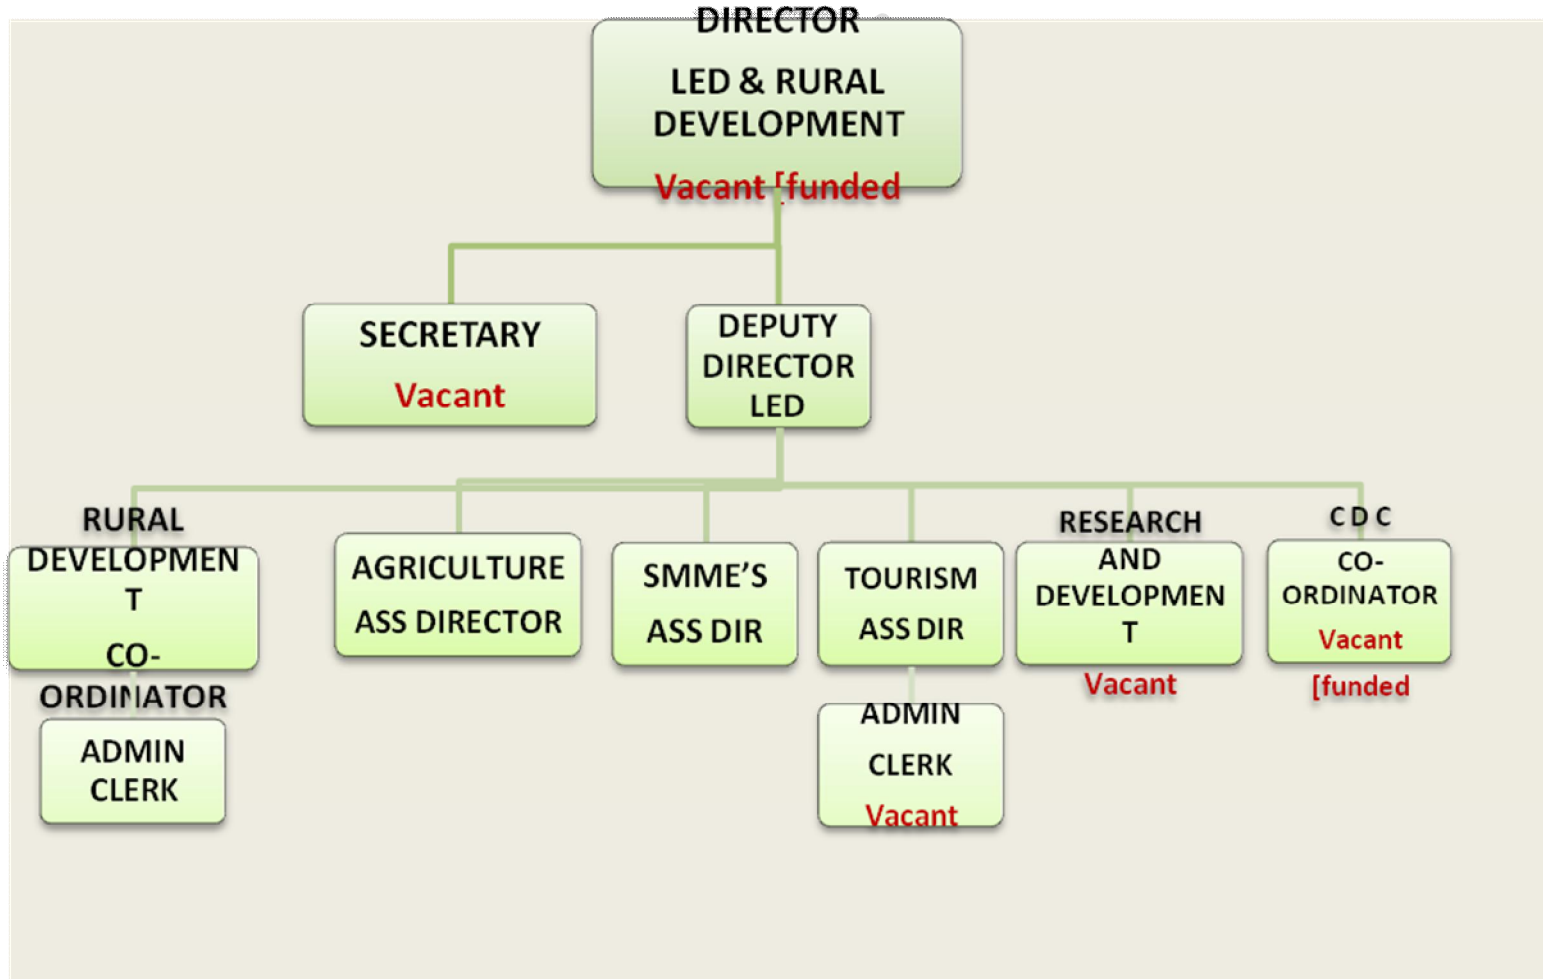 DIRECTOR
LED & RURAL
DEVELOPMENT
Vacant [funded
SECRETARY
Vacant
DEPUTY
DIRECTOR
LED
RURAL
DEVELOPMEN
T
CO-
ORDINATOR
AGRICULTURE
ASS DIRECTOR
SMME’S
ASS DIR
TOURISM
ASS DIR
RESEARCH
AND
DEVELOPMEN
T
Vacant
C D C
CO-
ORDINATOR
Vacant
[funded
ADMIN
CLERK
ADMIN
CLERK
Vacant